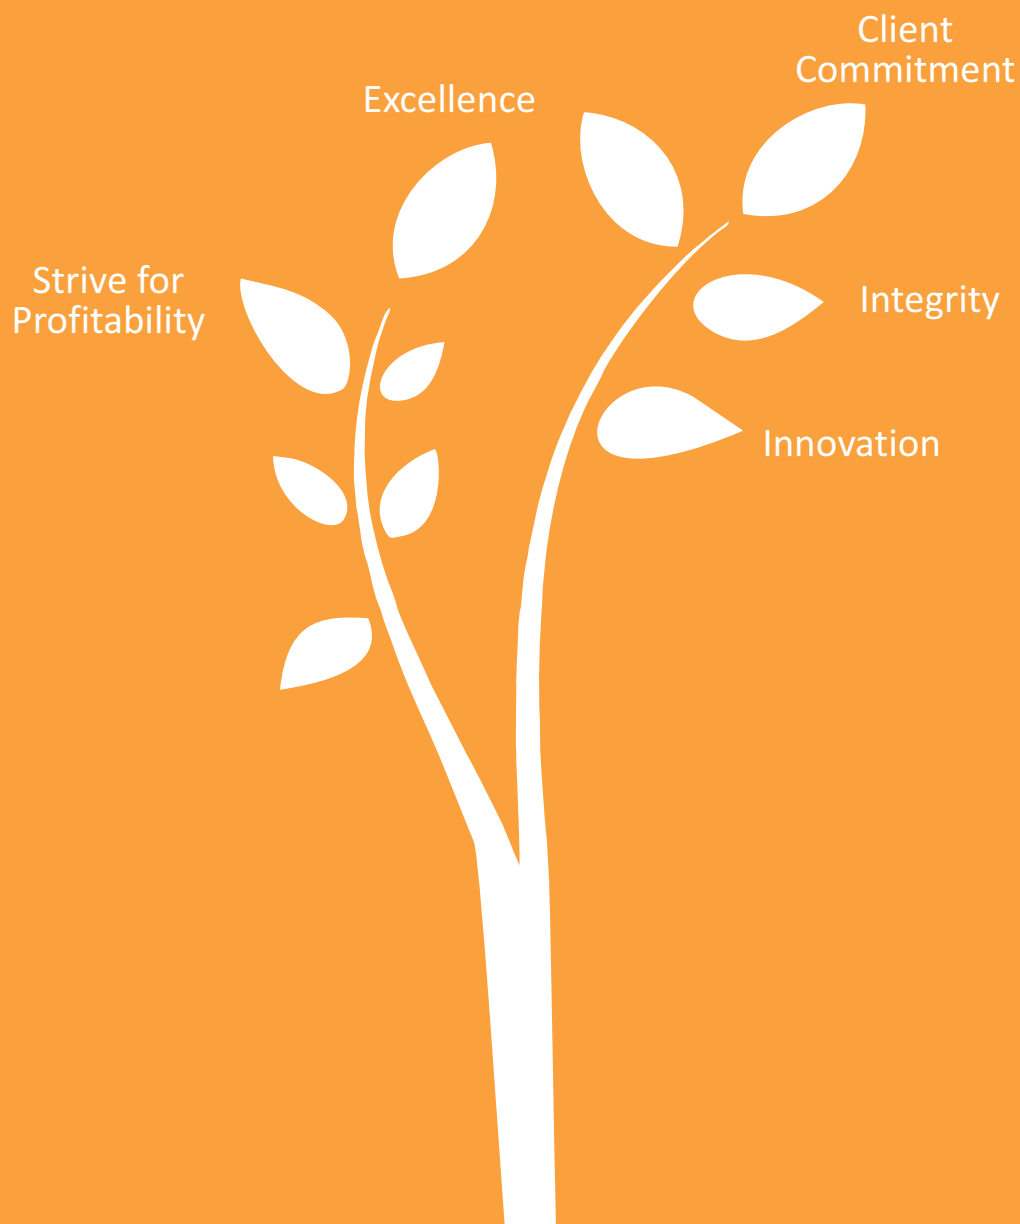 Client
Commitment
Excellence
Strive for
Profitability
Integrity
Innovation